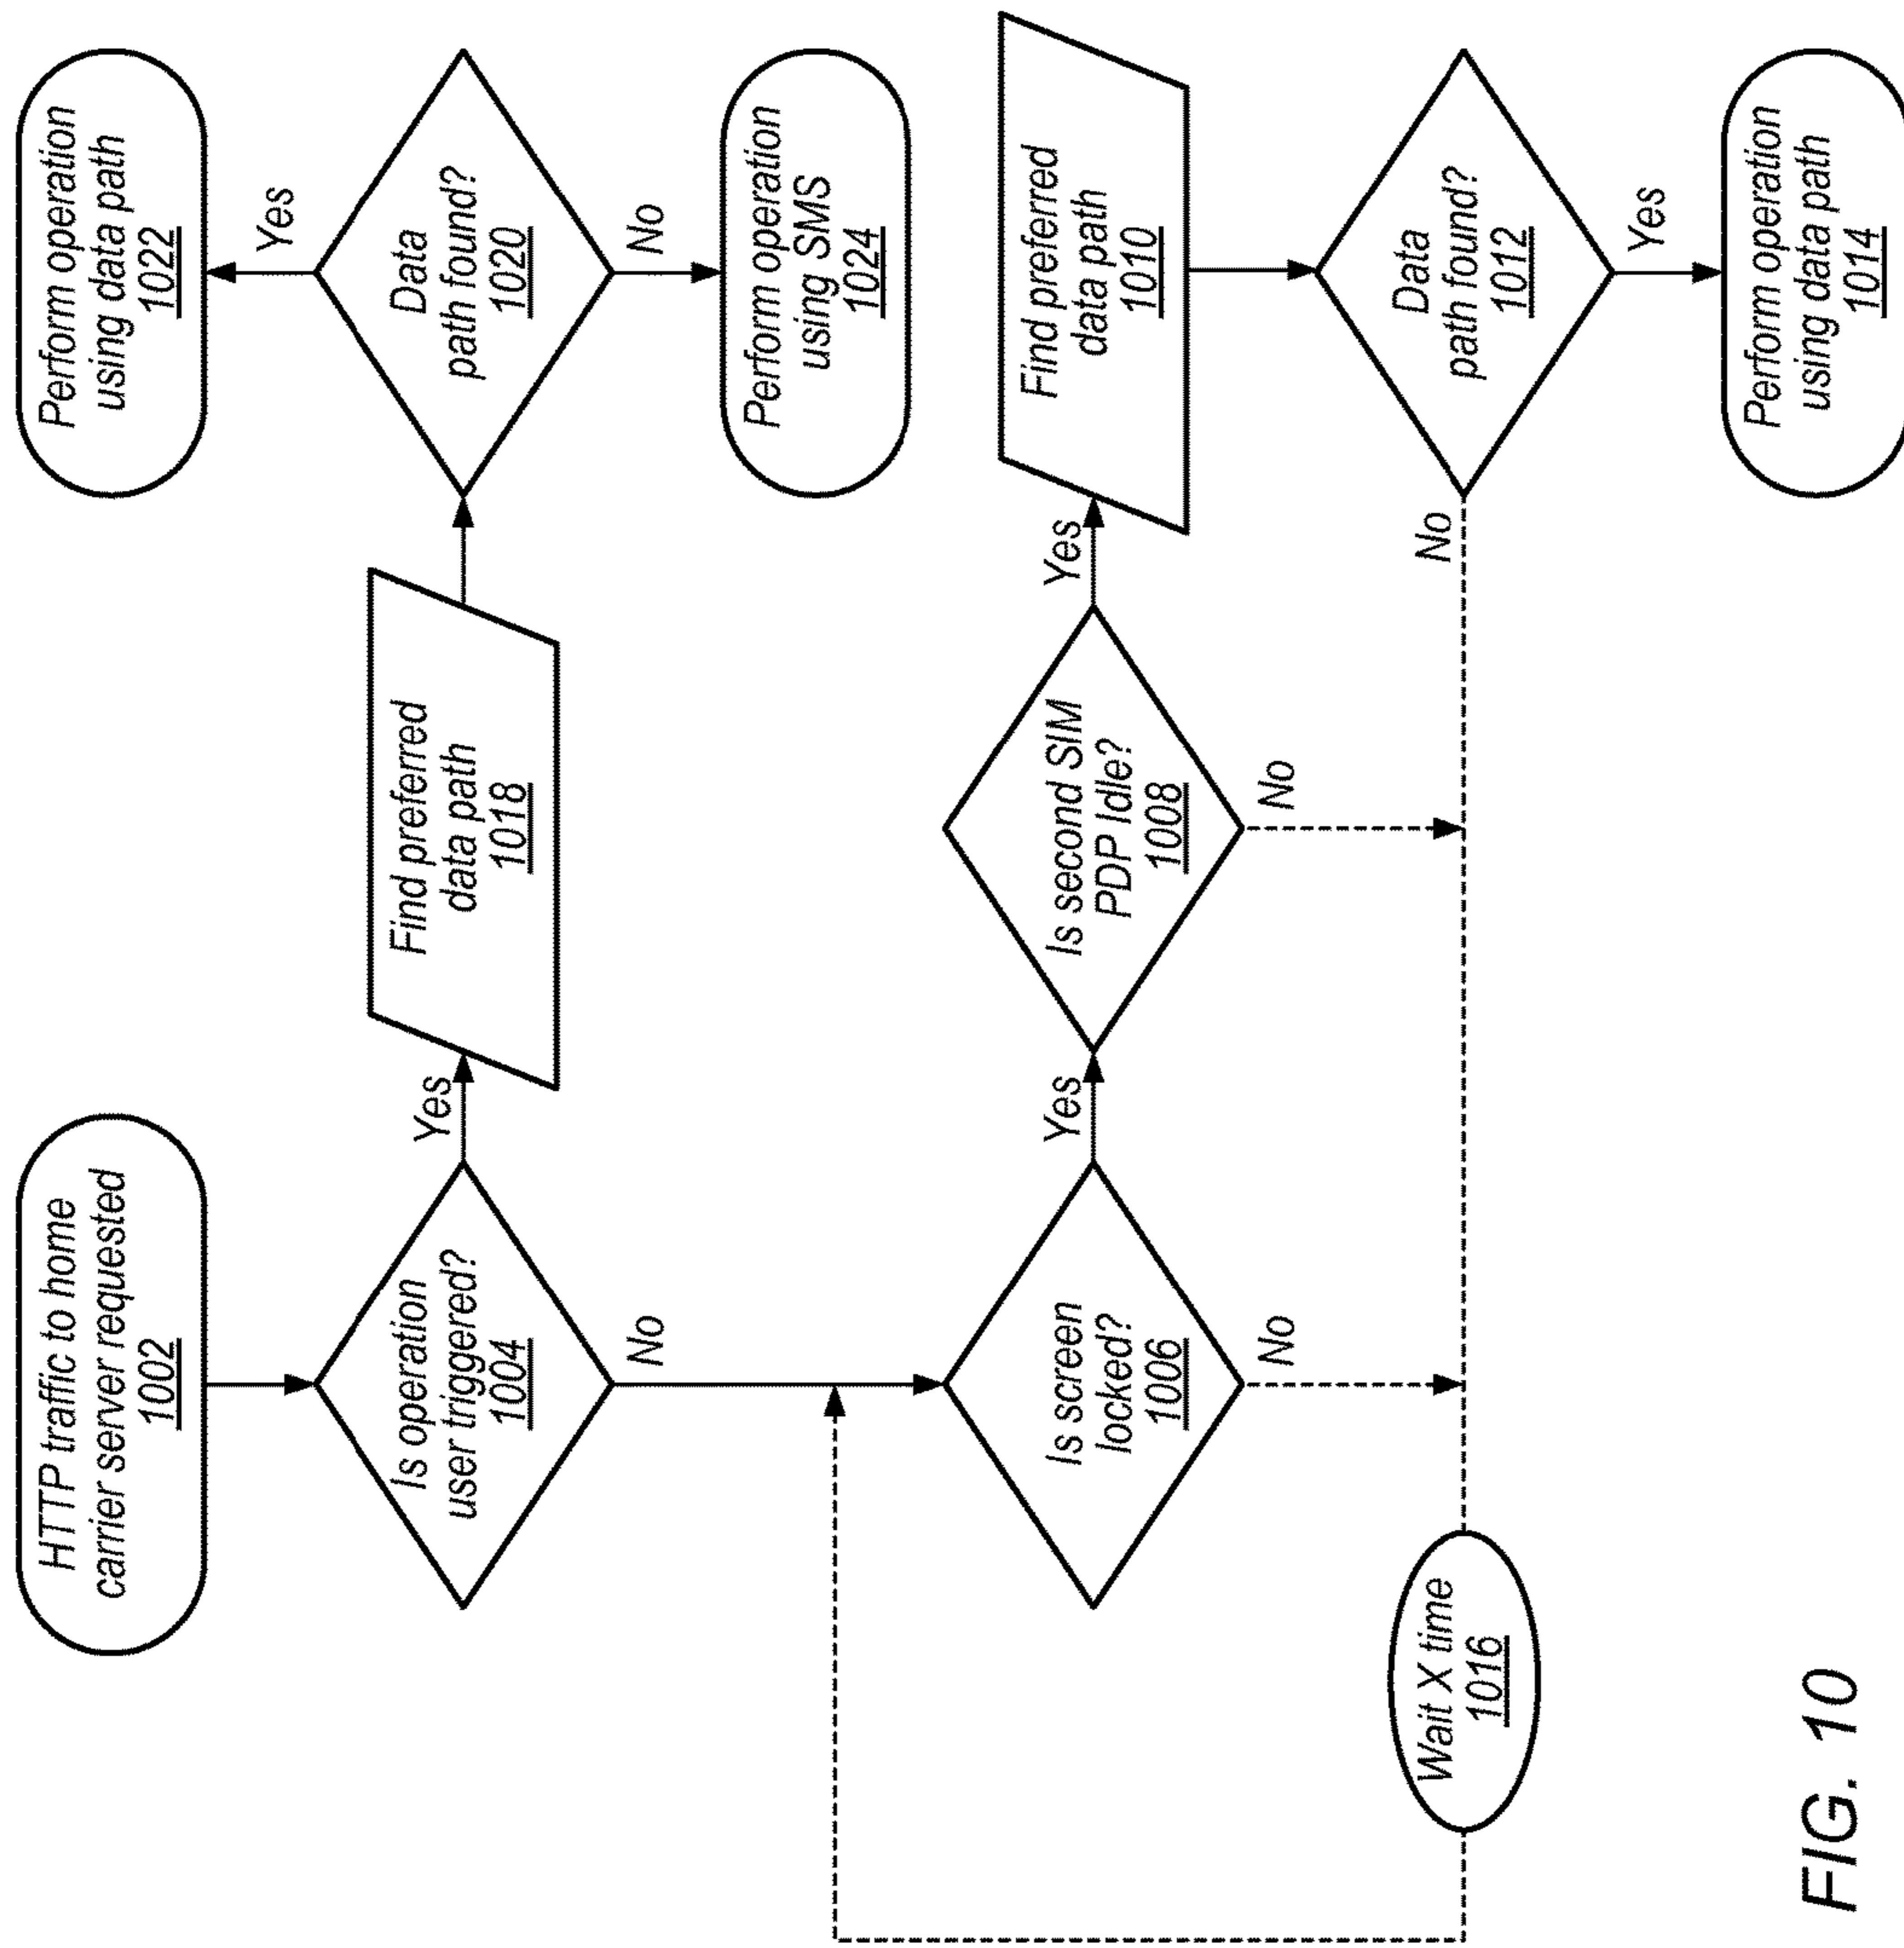 HTTP traffic to home
carrier server requested
1002
Is operation
user triggered?
1004
Yes
No
Find preferred
data path
1018
Data
path found?
1020
Yes
No
Perform operation
using data path
1022
Perform operation
using SMS
1024
Is screen
locked?
1006
Yes
No
Is second SIM
PDP Idle?
1008
Yes
No
Find preferred
data path
1010
Data
path found?
1012
No
Yes
Perform operation
using data path
1014
Wait X time
1016
FIG. 10